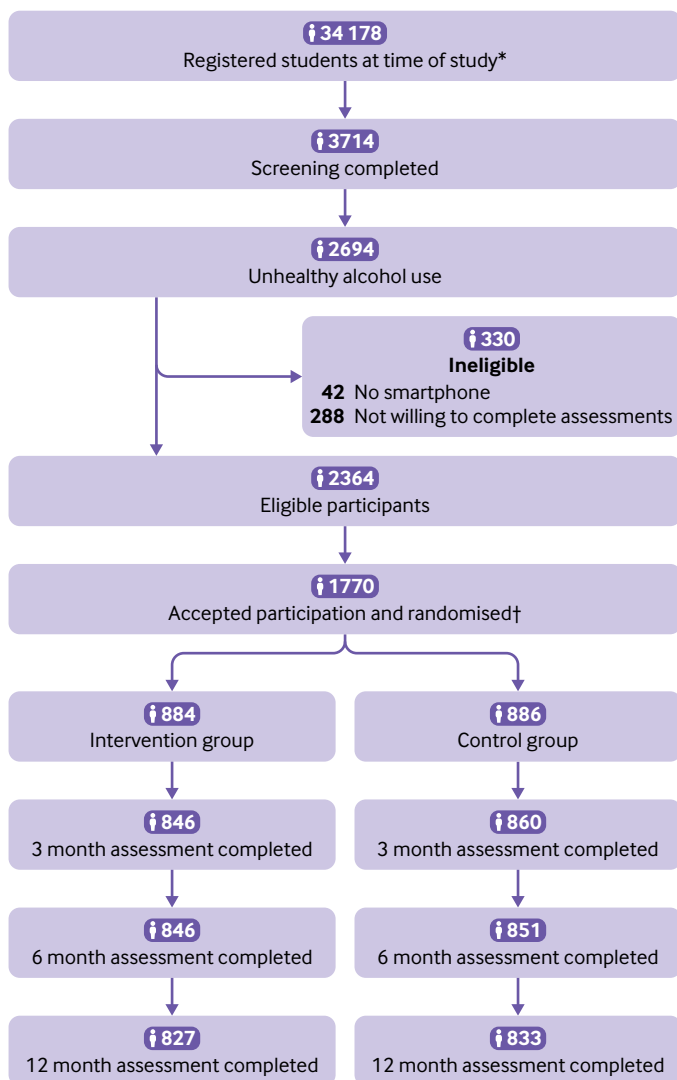 34 178
Registered students at time of study*
3714
Screening completed
2694
Unhealthy alcohol use
330
Ineligible
42 No smartphone
288 Not willing to complete assessments
2364
Eligible participants
1770
Accepted participation and randomised†
884
Intervention group
886
Control group
846
3 month assessment completed
860
3 month assessment completed
846
6 month assessment completed
851
6 month assessment completed
827
12 month assessment completed
833
12 month assessment completed